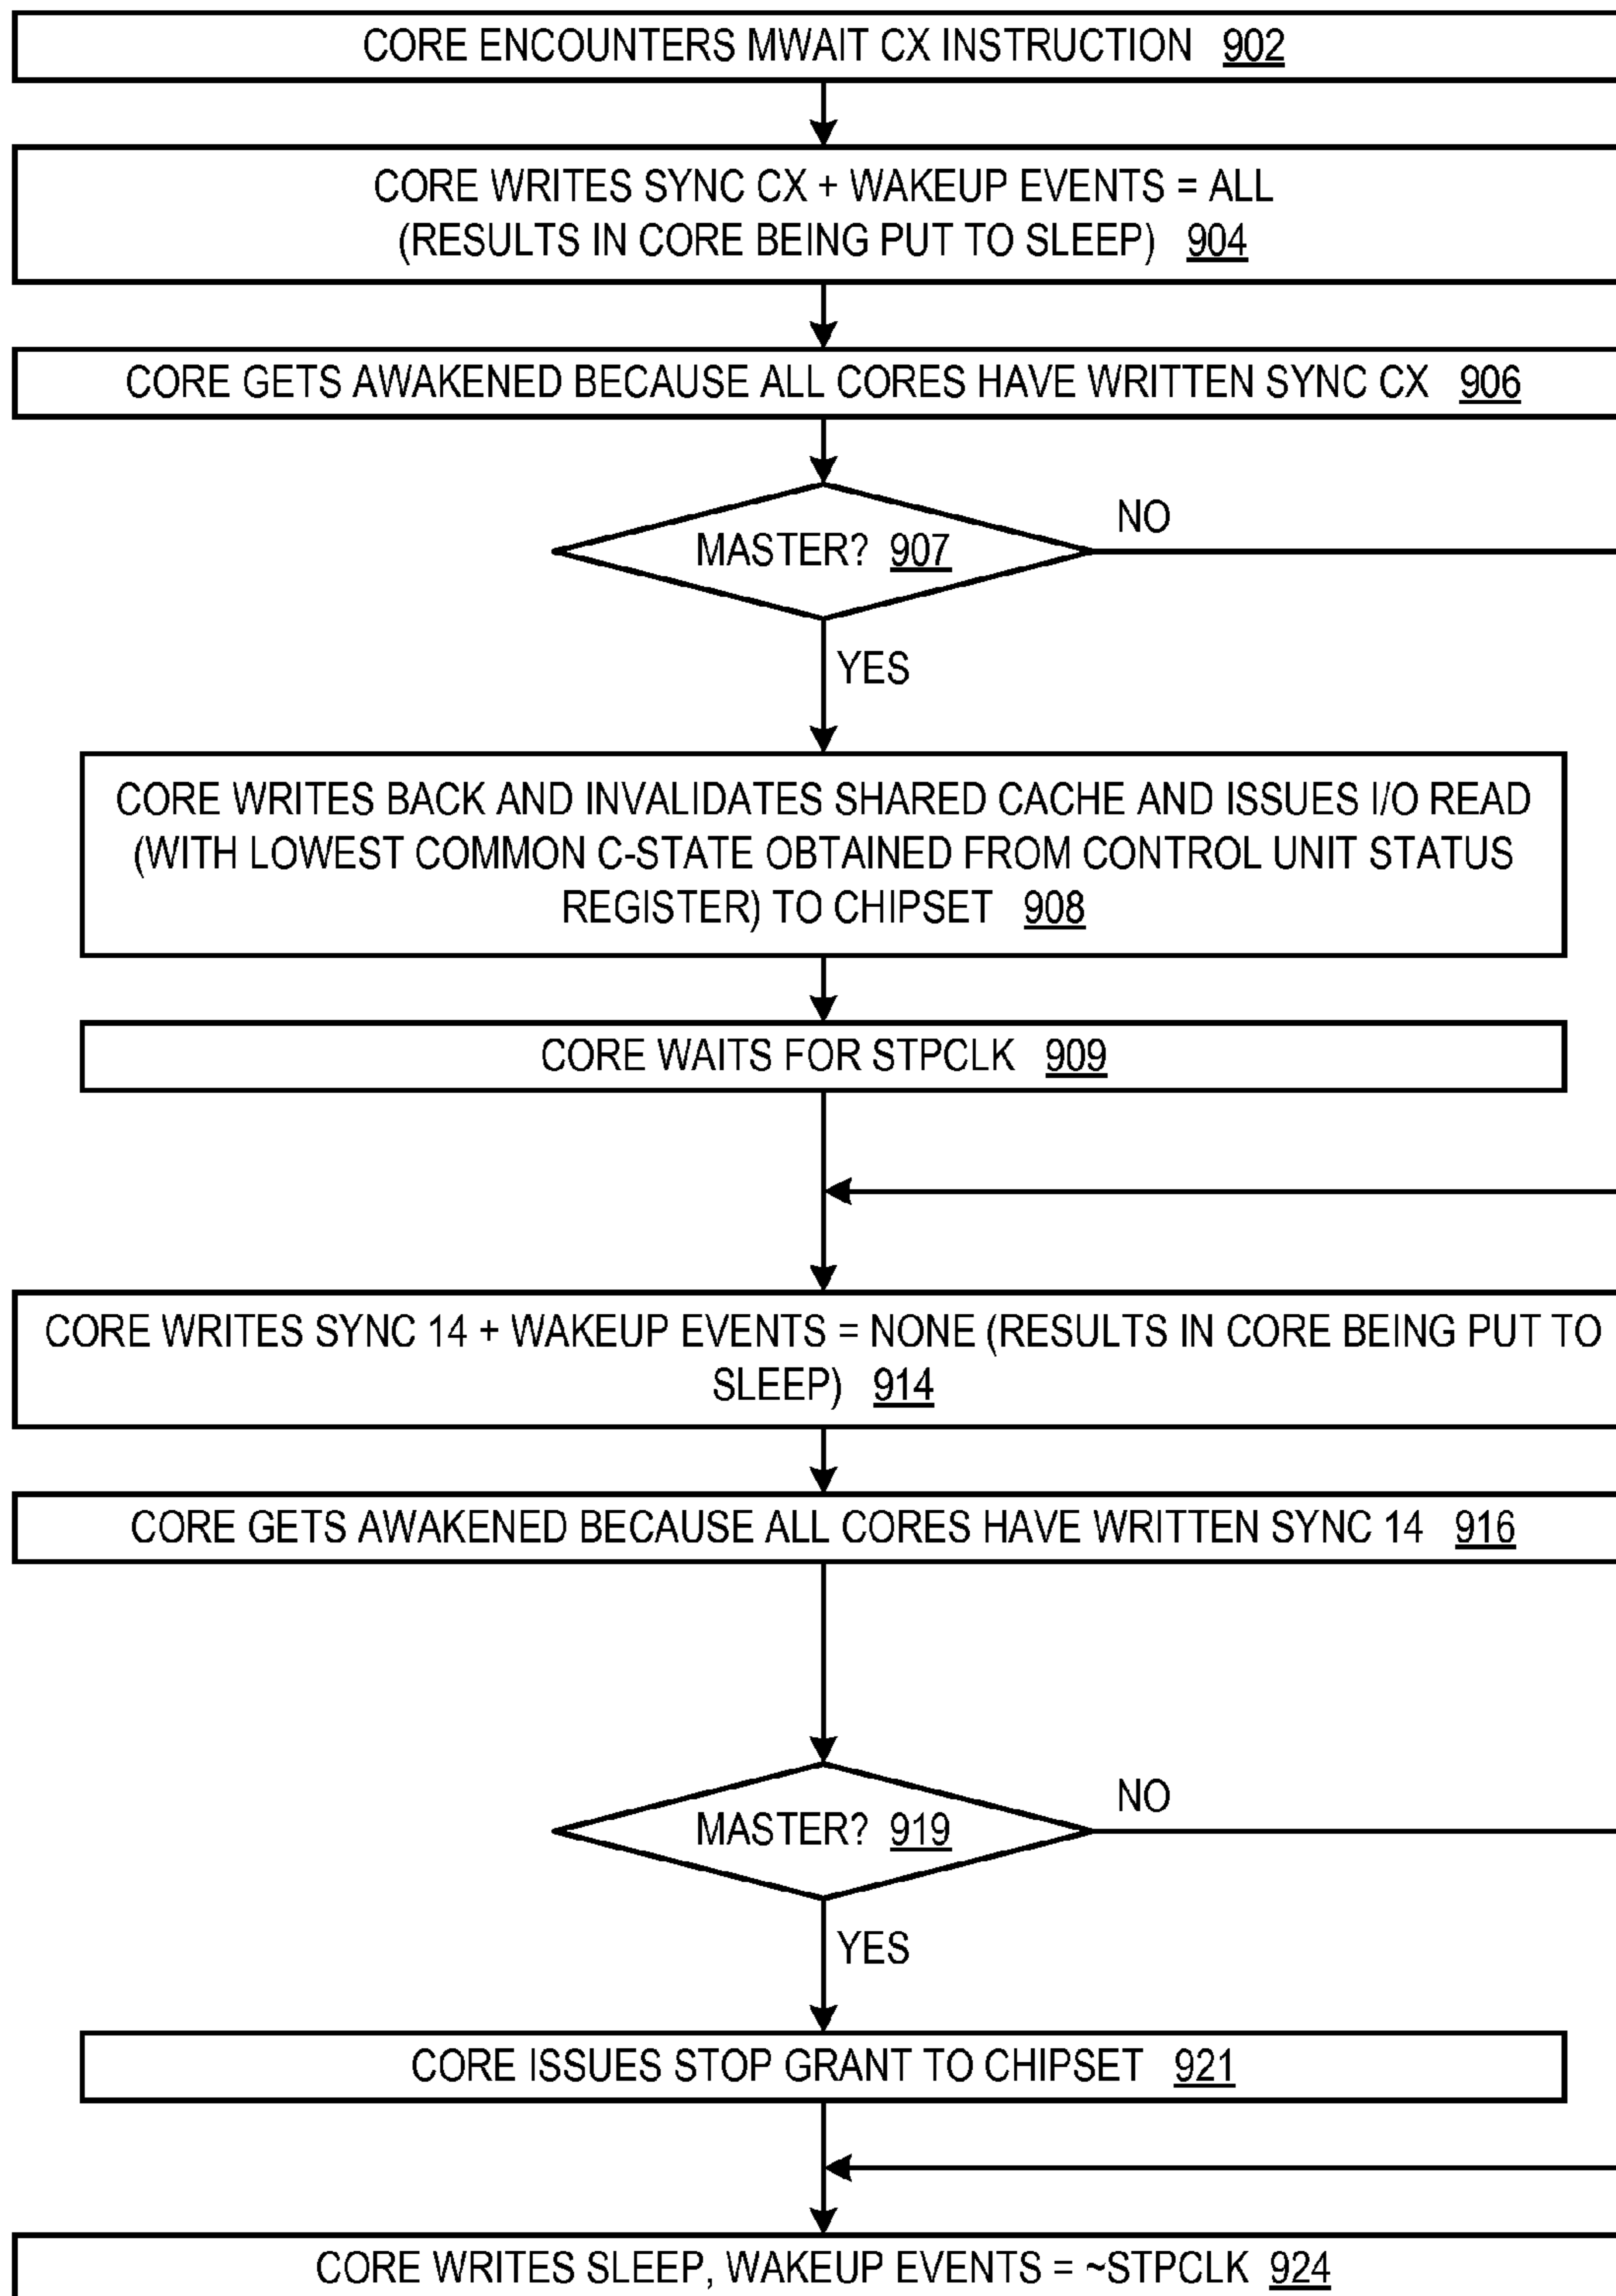 CORE ENCOUNTERS MWAIT CX INSTRUCTION 902
CORE WRITES SYNC CX + WAKEUP EVENTS = ALL
(RESULTS IN CORE BEING PUT TO SLEEP) 904
CORE GETS AWAKENED BECAUSE ALL CORES HAVE WRITTEN SYNC CX 906
NO
MASTER? 907
YES
CORE WRITES BACK AND INVALIDATES SHARED CACHE AND ISSUES I/O READ
(WITH LOWEST COMMON C-STATE OBTAINED FROM CONTROL UNIT STATUS
REGISTER) TO CHIPSET 908
CORE WAITS FOR STPCLK 909
CORE WRITES SYNC 14 + WAKEUP EVENTS = NONE (RESULTS IN CORE BEING PUT TO
SLEEP) 914
CORE GETS AWAKENED BECAUSE ALL CORES HAVE WRITTEN SYNC 14 916
NO
MASTER? 919
YES
CORE ISSUES STOP GRANT TO CHIPSET 921
CORE WRITES SLEEP, WAKEUP EVENTS = ~STPCLK 924